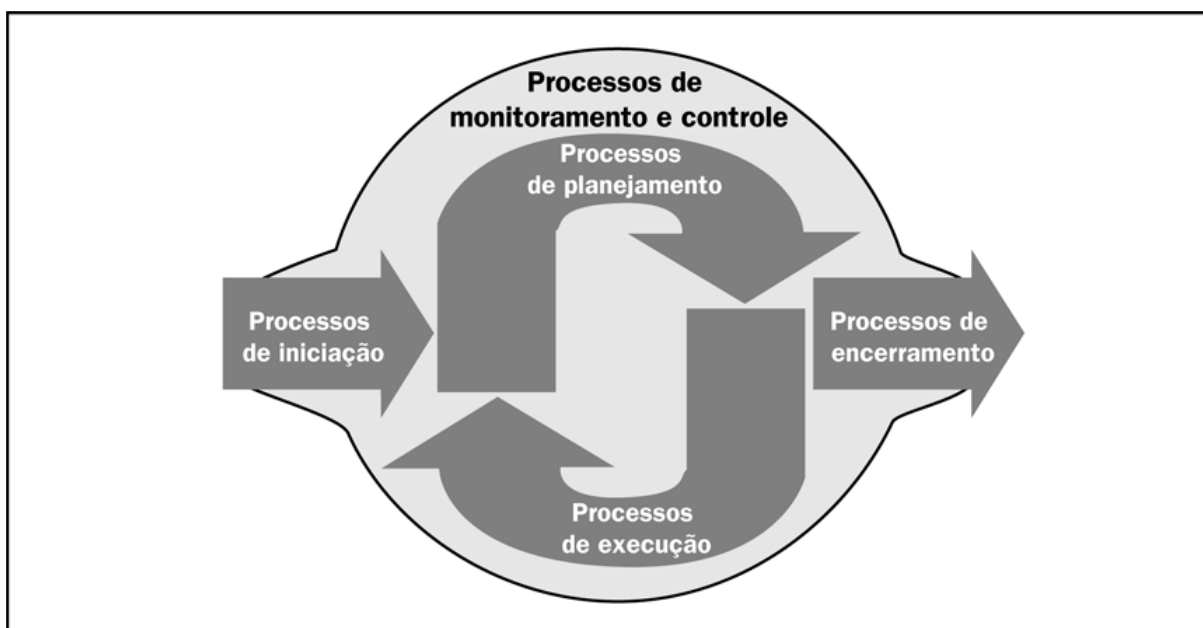 Processos de
monitoramento e controle
Processos
de planejamento
Processos
de iniciação
Processos de
encerramento
Processos
de execução